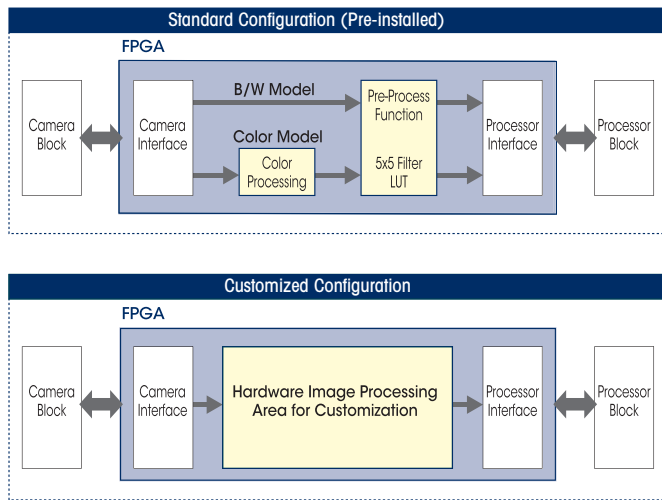 Standard Configuration (Pre-installed)
FPGA
Camera
Block
Camera
Interface
B/W Model
Color Model
Color
Processing
Pre-Process
Function
5x5 Filter
LUT
Processor
Interface
Processor
Block
Customized Configuration
FPGA
Camera
Block
Camera
Interface
Hardware Image Processing
Area for Customization
Processor
Interface
Processor
Block